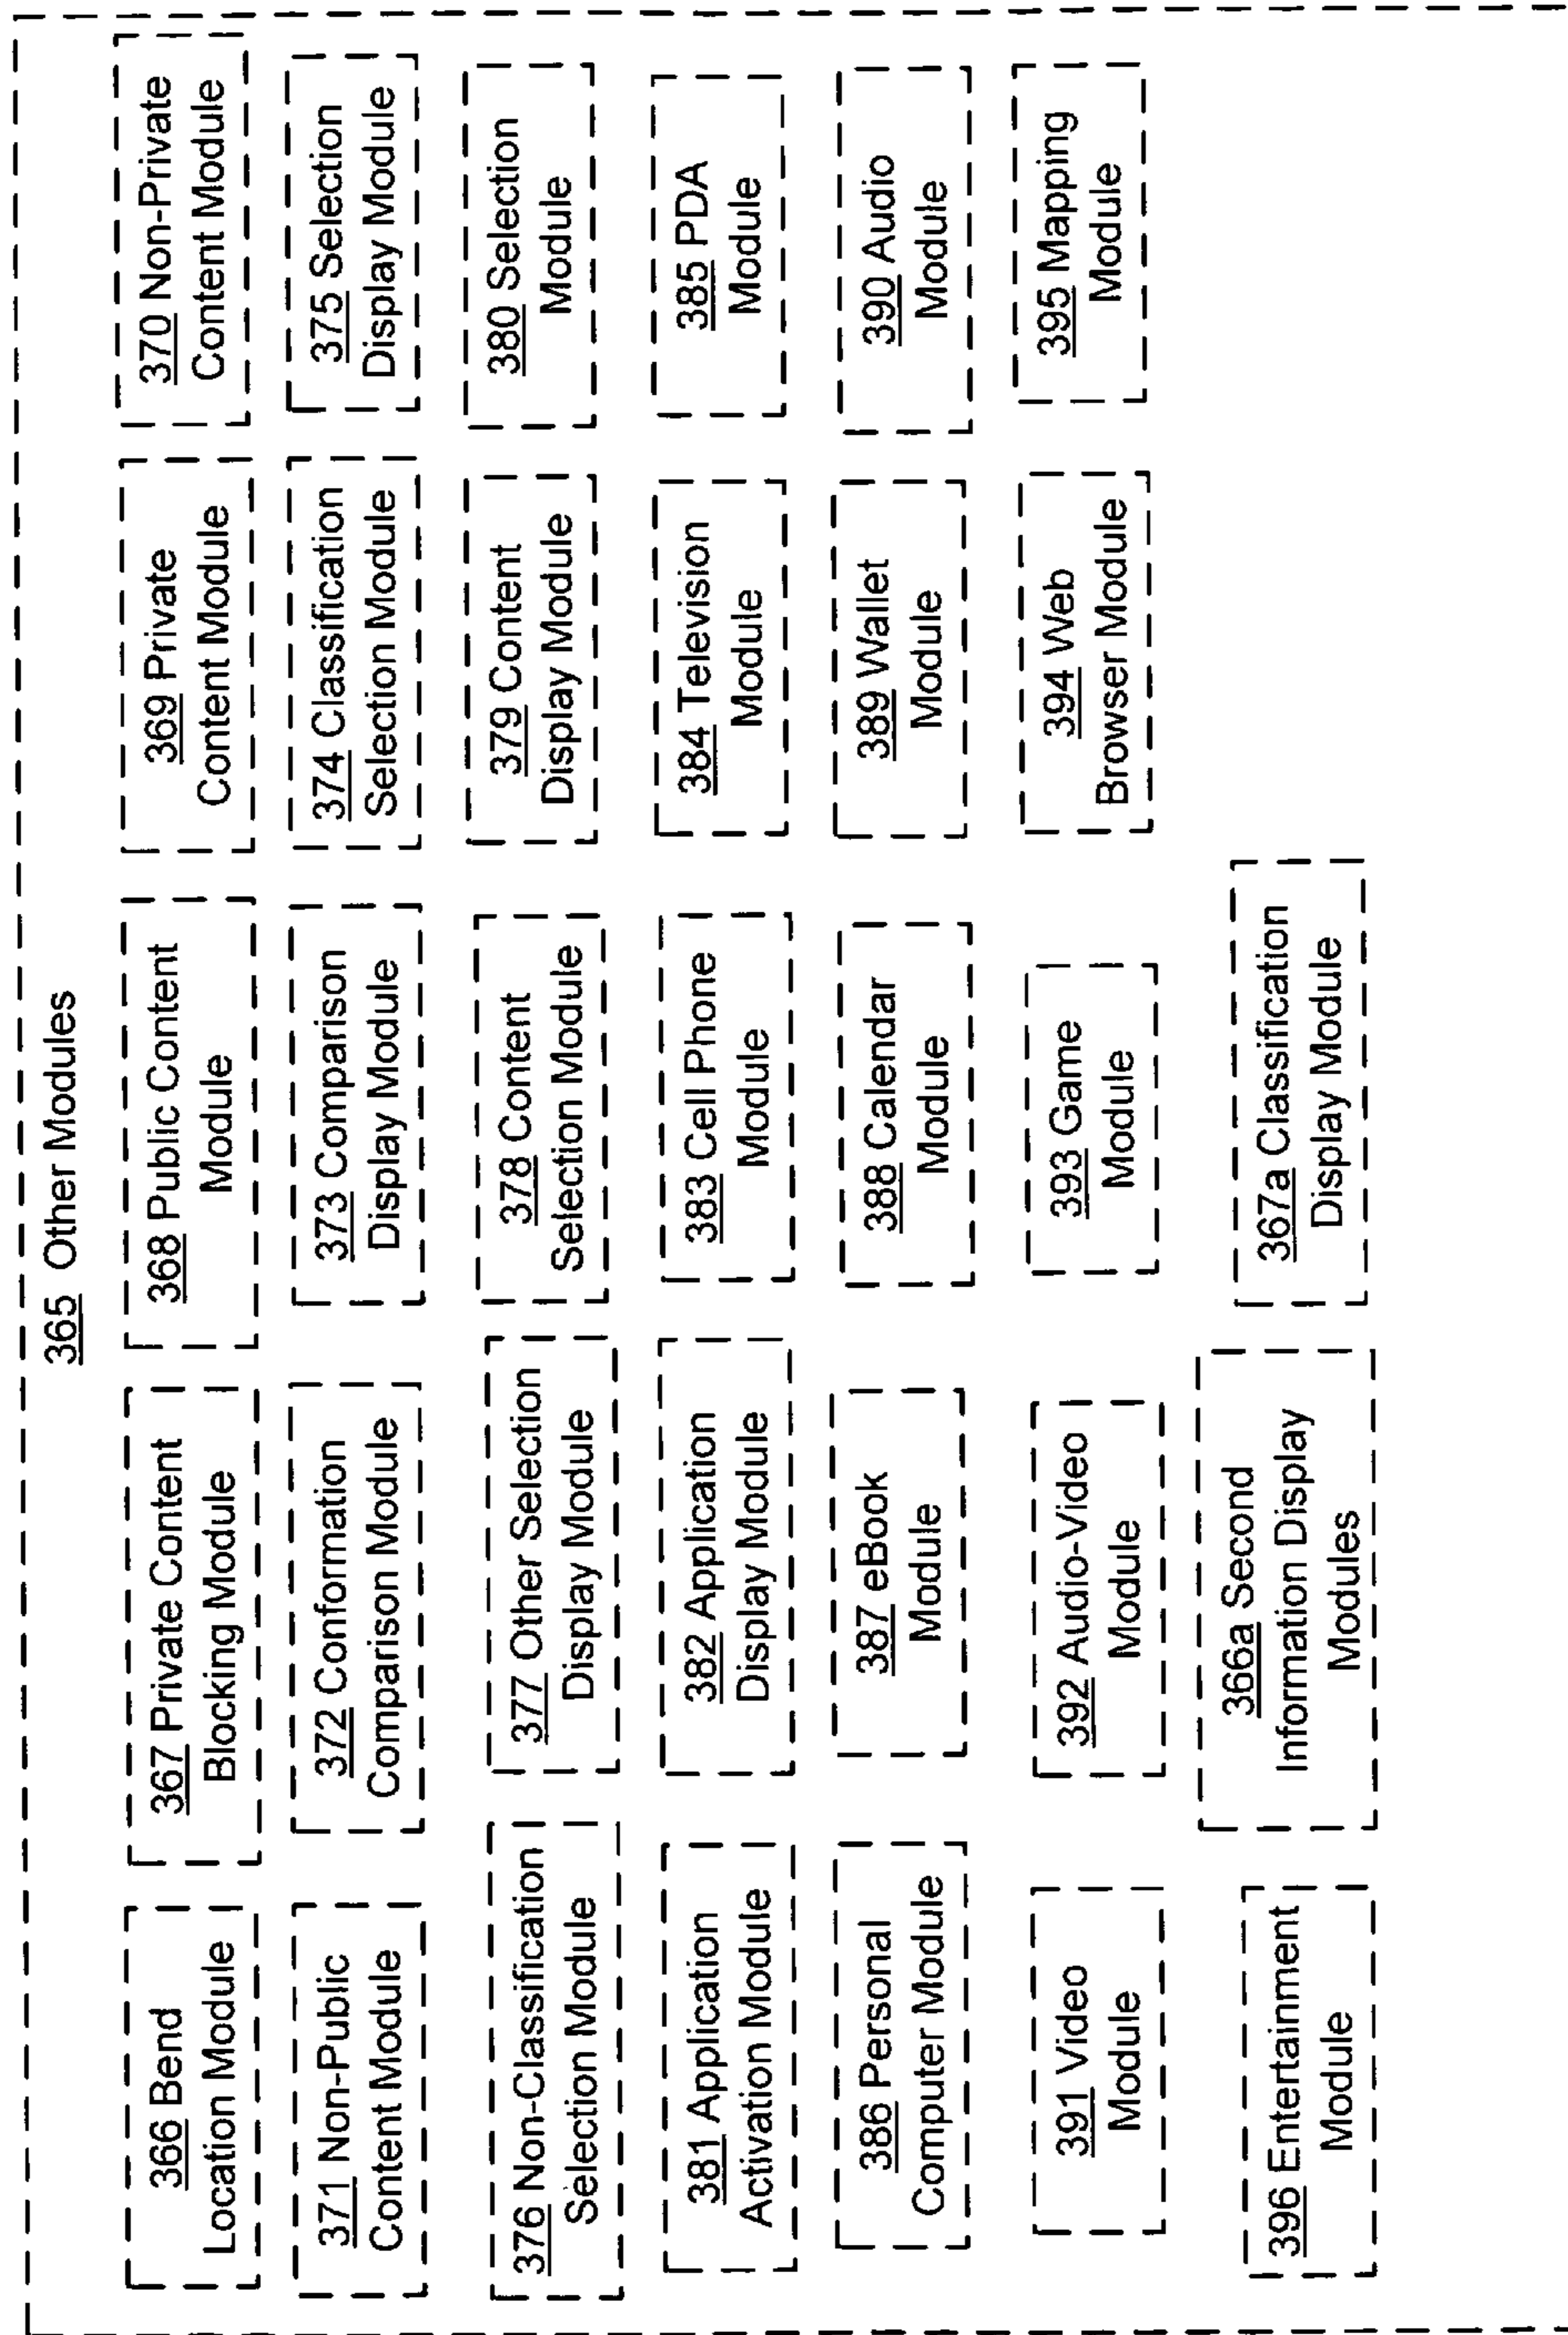 365 Other Modules
366 Bend
Location Module
367 Private Content
Blocking Module
368 Public Content
Module
369 Private
Content Module
370 Non-Private
Content Module
371 Non-Public
Content Module
372 Conformation
Comparison Module
373 Comparison
Display Module
374 Classification
Selection Module
375 Selection
Display Module
376 Non-Classification
Selection Module
377 Other Selection
Display Module
378 Content
Selection Module
379 Content
Display Module
380 Selection
Module
381 Application
Activation Module
382 Application
Display Module
383 Cell Phone
Module
384 Television
Module
385 PDA
Module
386 Personal
Computer Module
387 eBook
Module
388 Calendar
Module
389 Wallet
Module
390 Audio
Module
391 Video
Module
392 Audio-Video
Module
393 Game
Module
394 Web
Browser Module
395 Mapping
Module
396 Entertainment
Module
366a Second
Information Display
Modules
367a Classification
Display Module